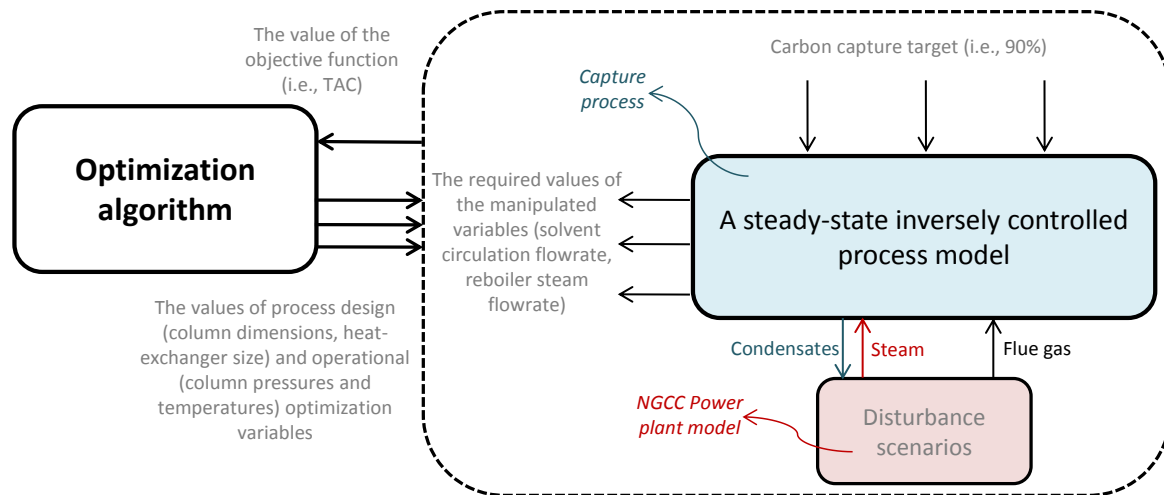 The value of the
objective function
(i.e., TAC)
Optimization
algorithm
The values of process design
(column dimensions, heat-
exchanger size) and operational
(column pressures and
temperatures) optimization
variables
Carbon capture target (i.e., 90%)
Capture
process
The required values of
the manipulated
variables (solvent
circulation flowrate,
reboiler steam
flowrate)
A steady-state inversely controlled
process model
Condensates
Steam
Flue gas
NGCC Power
plant model
Disturbance
scenarios